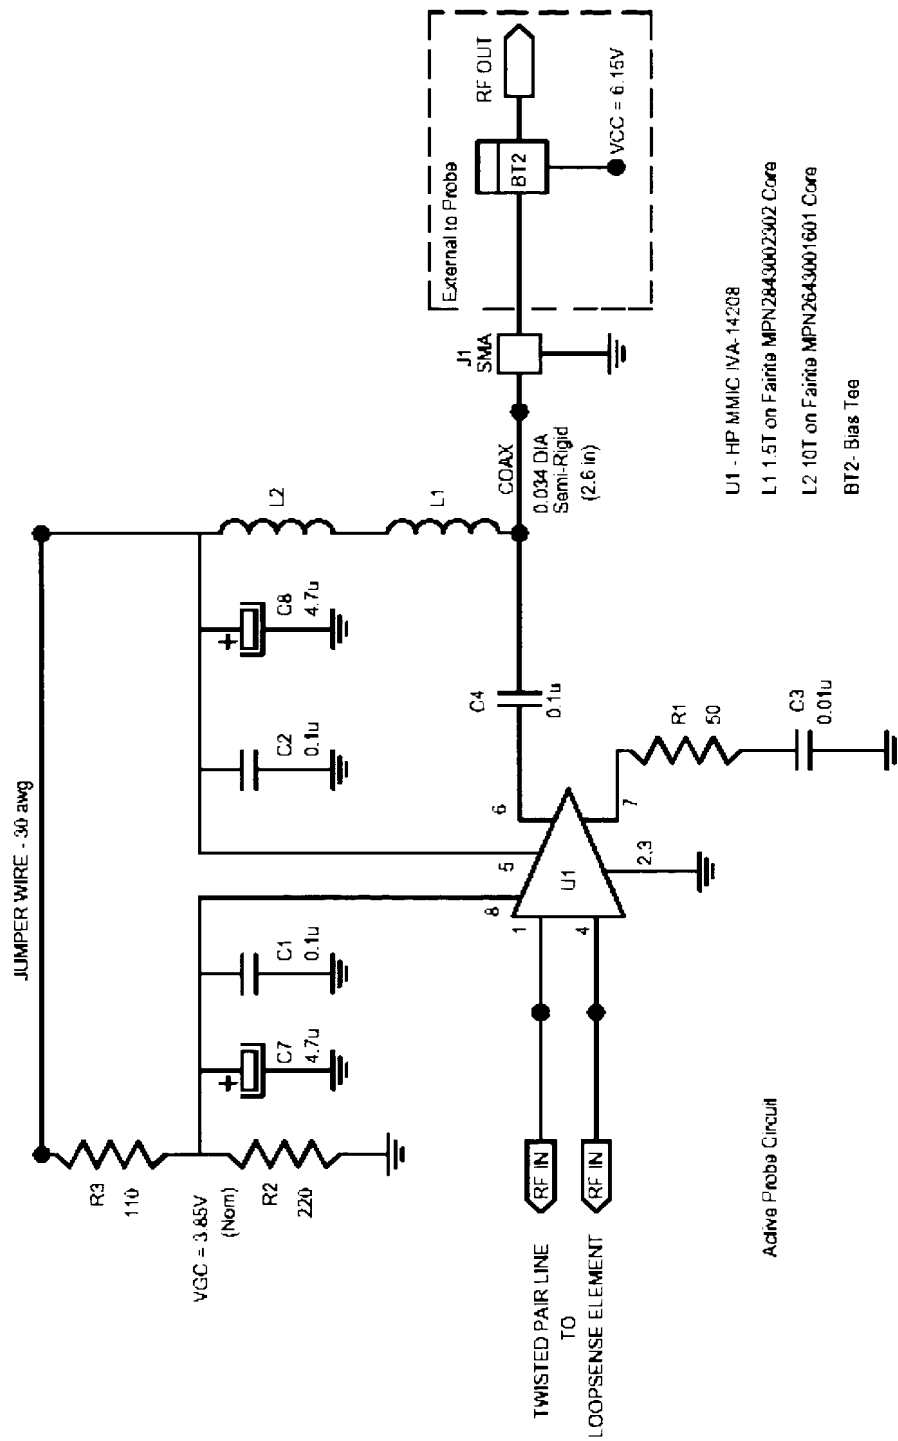 JUMPER WIRE - 30 awg
R3
110
VGC = 3.85V
(Nom)
R2
220
+
C7
4.7u
C1
0.1u
C2
0.1u
+
C8
4.7u
L2
L1
8
5
1
4
U1
6
7
2,3
C4
0.1u
R1
50
C3
0.01u
COAX
0.034 DIA
Semi-Rigid
(2.6 in)
J1
SMA
External to Probe
BT2
RF OUT
VCC = 6.15V
RF IN
RF IN
TWISTED PAIR LINE
TO
LOOPSENSE ELEMENT
Active Probe Circuit
U1 - HP MMIC IVA-14208
L1 1.5T on Fairite MPN2843002302 Core
L2 10T on Fairite MPN2643001601 Core
BT2- Bias Tee